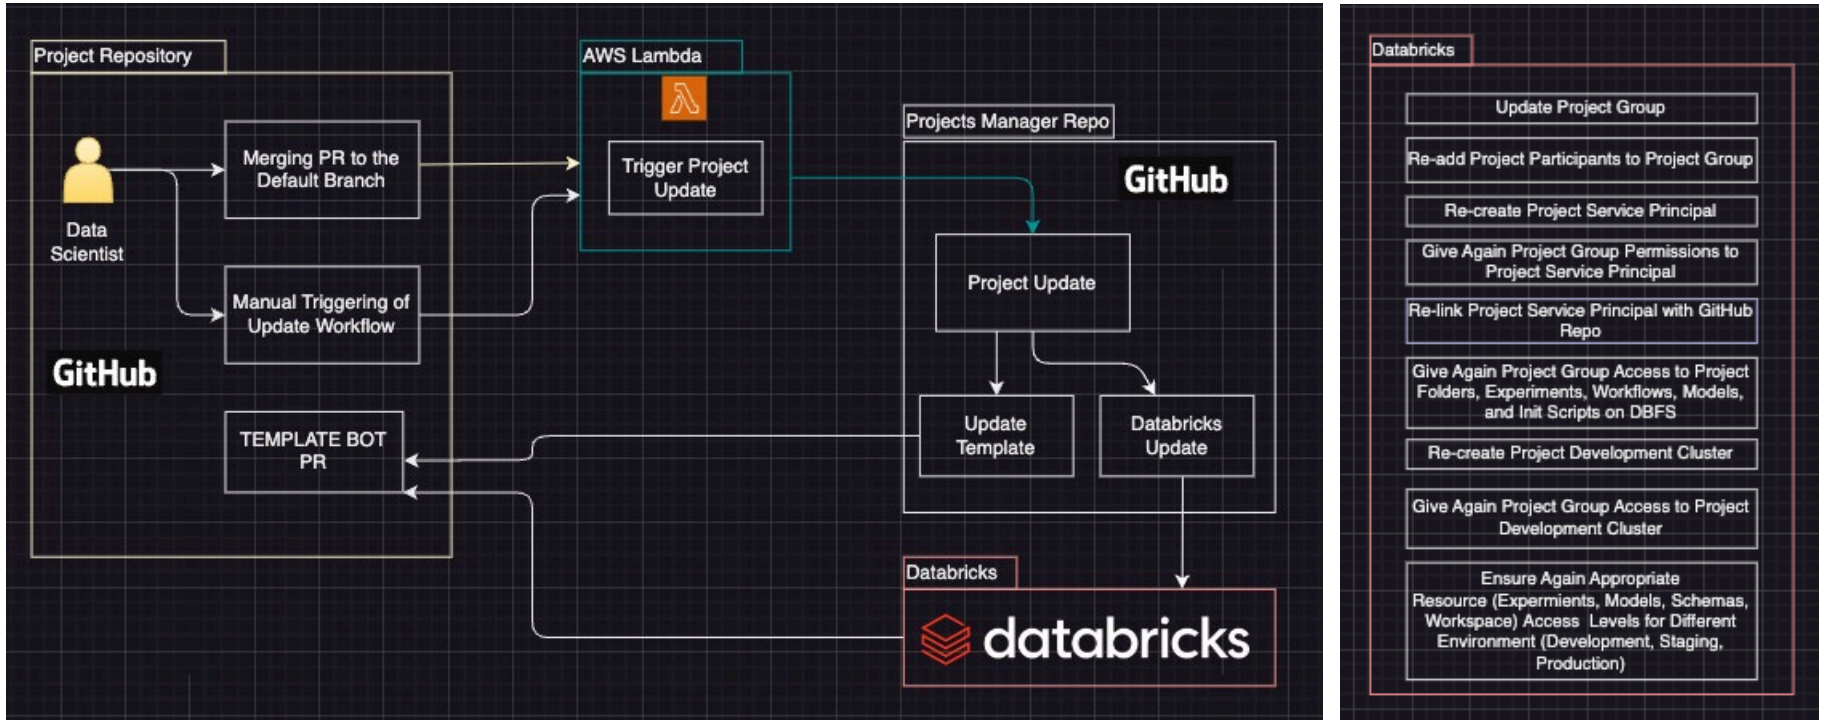 Project Repository
Data
Scientist
Merging PR to the
Default Branch
Manual Triggering of
Update Workflow
GitHub
TEMPLATE BOT
PR
AWS Lambda
Trigger Project
Update
Projects Manager Repo
GitHub
Project Update
Update
Template
Databricks
Update
Databricks
databricks
Databricks
Update Project Group
Re-add Project Participants to Project Group
Re-create Project Service Principal
Give Again Project Group Permissions to
Project Service Principal
Re-link Project Service Principal with GitHub
Repo
Give Again Project Group Access to Project
Folders, Experiments, Workflows, Models,
and Init Scripts on DBFS
Re-create Project Development Cluster
Give Again Project Group Access to Project
Development Cluster
Ensure Again Appropriate
Resource (Expermients, Models, Schemas,
Workspace) Access Levels for Different
Environment (Development, Staging,
Production)